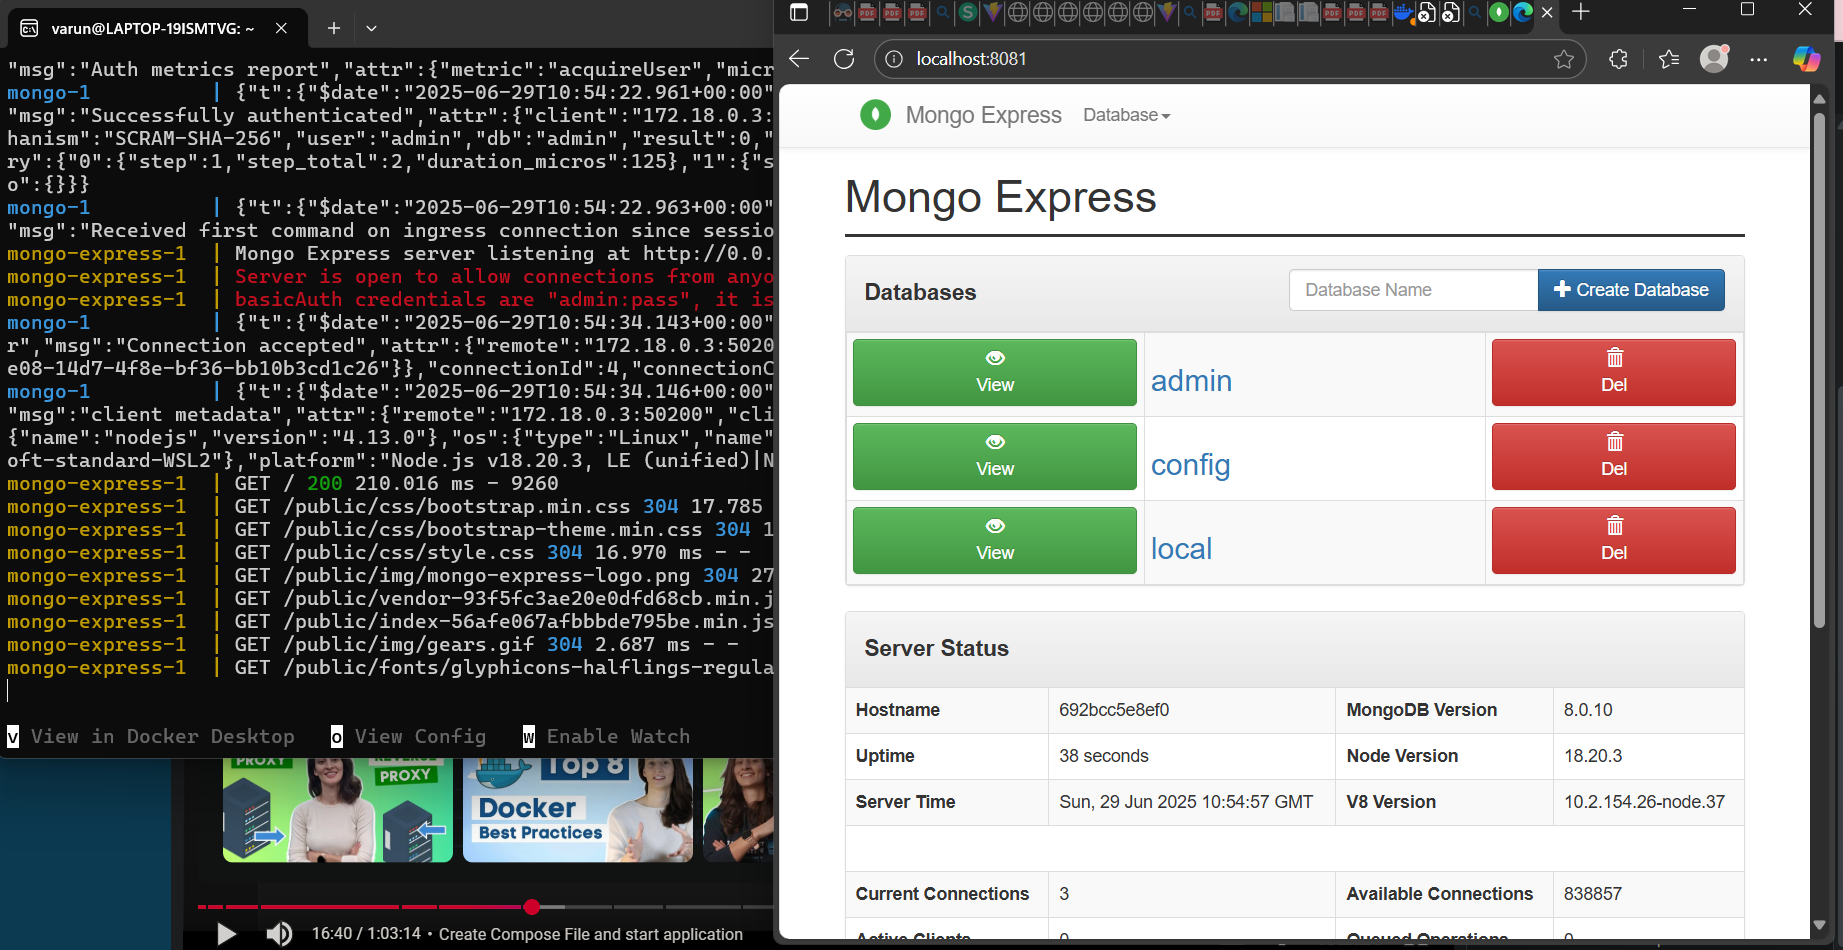 varun@LAPTOP-19ISMTVG: ~
"msg":"Auth metrics report","attr":{"metric":"acquireUser","micr
mongo-1 | {"t":{"$date":"2025-06-29T10:54:22.961+00:00"
"msg":"Successfully authenticated","attr":{"client":"172.18.0.3:
hanism":"SCRAM-SHA-256","user":"admin","db":"admin","result":0,"
ry":{"0":{"step":1,"step_total":2,"duration_micros":125},"1":{"s
o":{}}}}
mongo-1 | {"t":{"$date":"2025-06-29T10:54:22.963+00:00"
"msg":"Received first command on ingress connection since sessio
mongo-express-1 | Mongo Express server listening at http://0.0.
mongo-express-1 | Server is open to allow connections from anyo
mongo-express-1 | basicAuth credentials are "admin:pass", it is
mongo-1 | {"t":{"$date":"2025-06-29T10:54:34.143+00:00"
r","msg":"Connection accepted","attr":{"remote":"172.18.0.3:5020
e08-14d7-4f8e-bf36-bb10b3cd1c26"}},"connectionId":4,"connectionC
mongo-1 | {"t":{"$date":"2025-06-29T10:54:34.146+00:00"
"msg":"client metadata","attr":{"remote":"172.18.0.3:50200","cli
{"name":"nodejs","version":"4.13.0"},"os":{"type":"Linux","name"
oft-standard-WSL2"},"platform":"Node.js v18.20.3, LE (unified)|N
mongo-express-1 | GET / 200 210.016 ms - 9260
mongo-express-1 | GET /public/css/bootstrap.min.css 304 17.785
mongo-express-1 | GET /public/css/bootstrap-theme.min.css 304 1
mongo-express-1 | GET /public/css/style.css 304 16.970 ms - -
mongo-express-1 | GET /public/img/mongo-express-logo.png 304 27
mongo-express-1 | GET /public/vendor-93f5fc3ae20e0dfd68cb.min.j
mongo-express-1 | GET /public/index-56afe067afbbbde795be.min.js
mongo-express-1 | GET /public/img/gears.gif 304 2.687 ms - -
mongo-express-1 | GET /public/fonts/glyphicons-halflings-regula
v View in Docker Desktop o View Config w Enable Watch
PROXY
REVERSE
PROXY
Top 8
Docker
Best Practices
16:40 / 1:03:14 • Create Compose File and start application
localhost:8081
Mongo Express Database
Mongo Express
Databases
Database Name
Create Database
View
admin
Del
View
config
Del
View
local
Del
Server Status
Hostname 692bcc5e8ef0 MongoDB Version 8.0.10
Uptime 38 seconds Node Version 18.20.3
Server Time Sun, 29 Jun 2025 10:54:57 GMT V8 Version 10.2.154.26-node.37
Current Connections 3 Available Connections 838857
Active Clients 0 Queued Operations 0